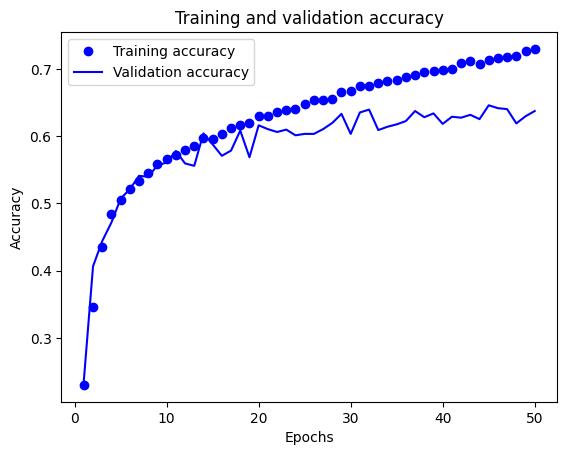 Training and validation accuracy
Training accuracy
Validation accuracy
0.7
0.6
0.5
0.4
0.3
Accuracy
0
10
20
30
40
50
Epochs